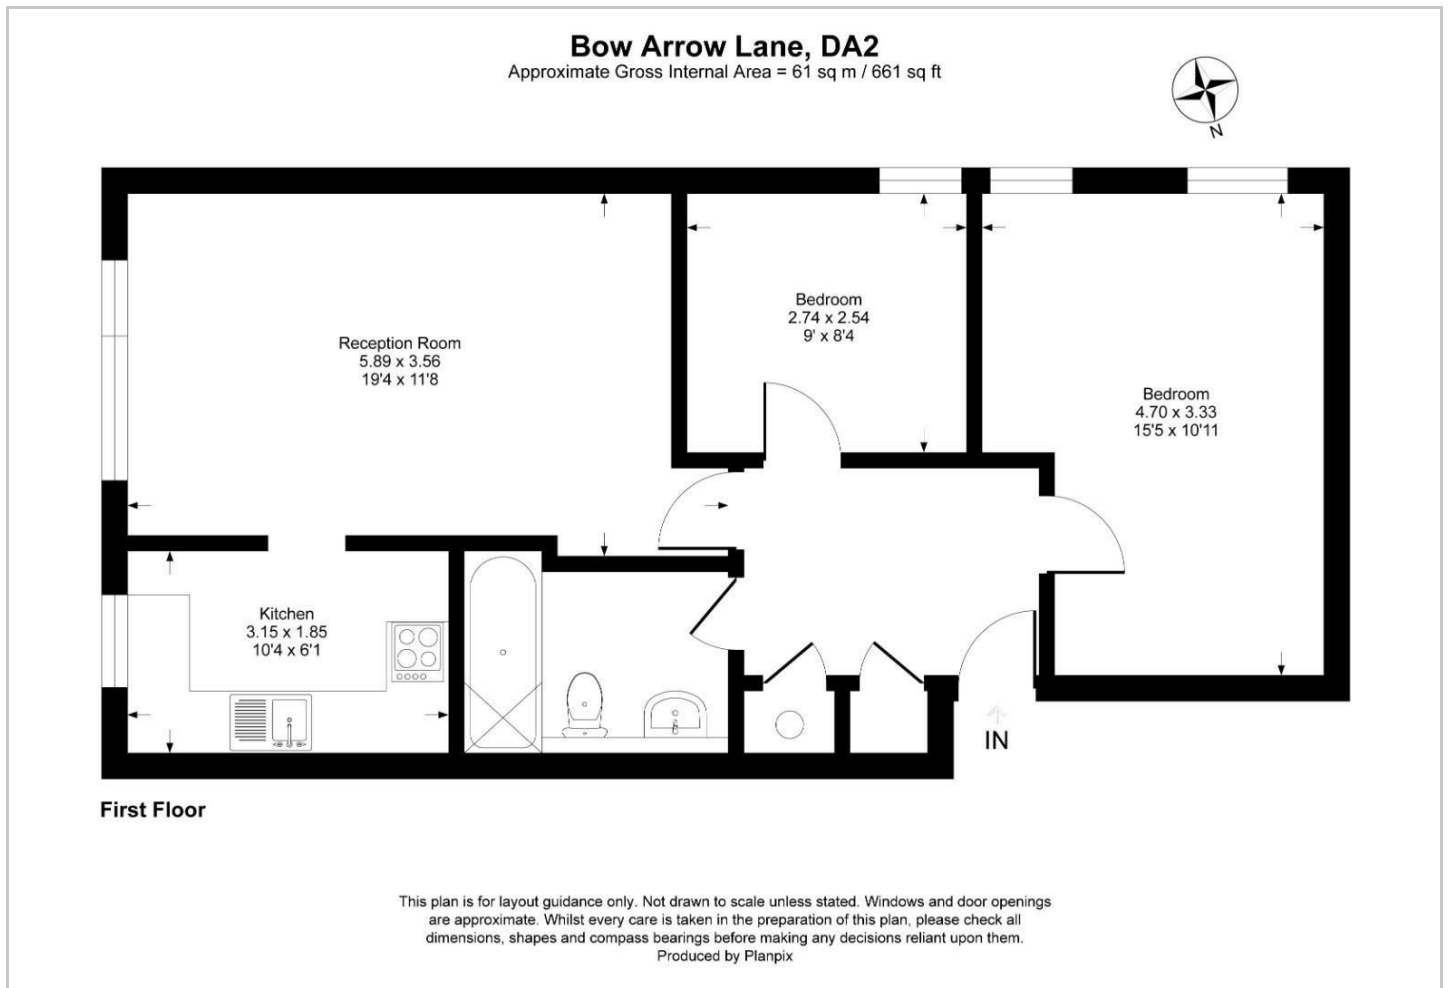 Bow Arrow Lane, DA2
Approximate Gross Internal Area = 61 sq m / 661 sq ft
N
Bedroom
2.74 x 2.54
9' x 8'4
Reception Room
5.89 x 3.56
19'4 x 11'8
Bedroom
4.70 x 3.33
15'5 x 10'11
Kitchen
3.15 x 1.85
10'4 x 6'1
IN
First Floor
This plan is for layout guidance only. Not drawn to scale unless stated. Windows and door openings
are approximate. Whilst every care is taken in the preparation of this plan, please check all
dimensions, shapes and compass bearings before making any decisions reliant upon them.
Produced by Planpix